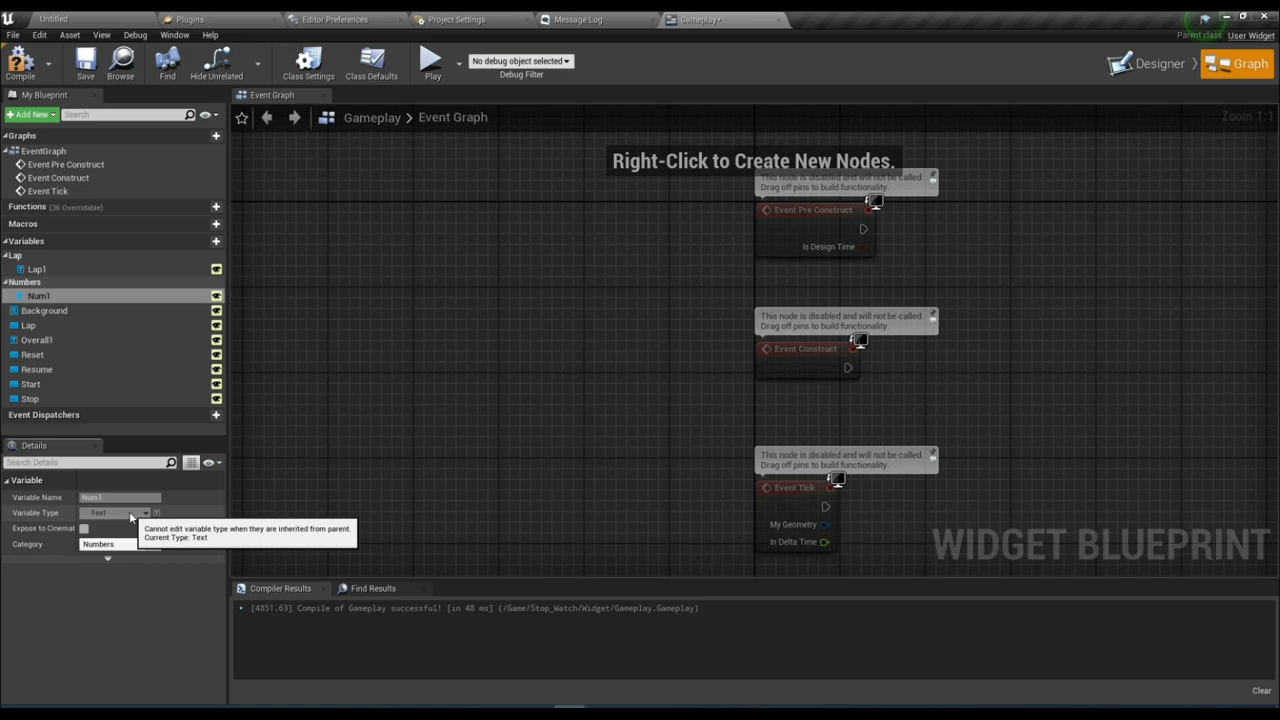 Untitled
Plugins
Editor Preferences
Project Settings
Message Log
Gameplay•
File Edit Asset View Debug Window Help
Parent class: User Widget
Compile
Save
Browse
Find
Hide Unrelated
Class Settings
Class Defaults
Play
No debug object selected
Debug Filter
Designer
Graph
My Blueprint
Event Graph
+Add New
Search
Gameplay > Event Graph
Zoom 1:1
Right-Click to Create New Nodes.
Graphs
EventGraph
Event Pre Construct
Event Construct
Event Tick
Functions (36 Overridable)
Macros
Variables
Lap
Lap1
Numbers
Num1
Background
Lap
Overall1
Reset
Resume
Start
Stop
Event Dispatchers
This node is disabled and will not be called.
Drag off pins to build functionality.
Event Pre Construct
Is Design Time
This node is disabled and will not be called.
Drag off pins to build functionality.
Event Construct
This node is disabled and will not be called.
Drag off pins to build functionality.
Event Tick
My Geometry
In Delta Time
WIDGET BLUEPRINT
Details
Search Details
Variable
Variable Name Num1
Variable Type Text
Expose to Cinemat
Category Numbers
Cannot edit variable type when they are inherited from parent.
Current Type: Text
Compiler Results
Find Results
• [4851.63] Compile of Gameplay successful! [in 48 ms] (/Game/Stop_Watch/Widget/Gameplay.Gameplay)
Clear